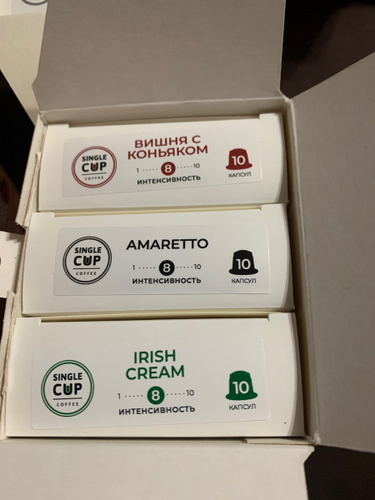 SINGLE
CUP
COFFEE
ВИШНЯ С
КОНЬЯКОМ
1 ····· 8 ····· 10
ИНТЕНСИВНОСТЬ
10
КАПСУЛ
SINGLE
CUP
COFFEE
AMARETTO
1 ····· 8 ····· 10
ИНТЕНСИВНОСТЬ
10
КАПСУЛ
SINGLE
CUP
COFFEE
IRISH
CREAM
1 ····· 8 ····· 10
ИНТЕНСИВНОСТЬ
10
КАПСУЛ